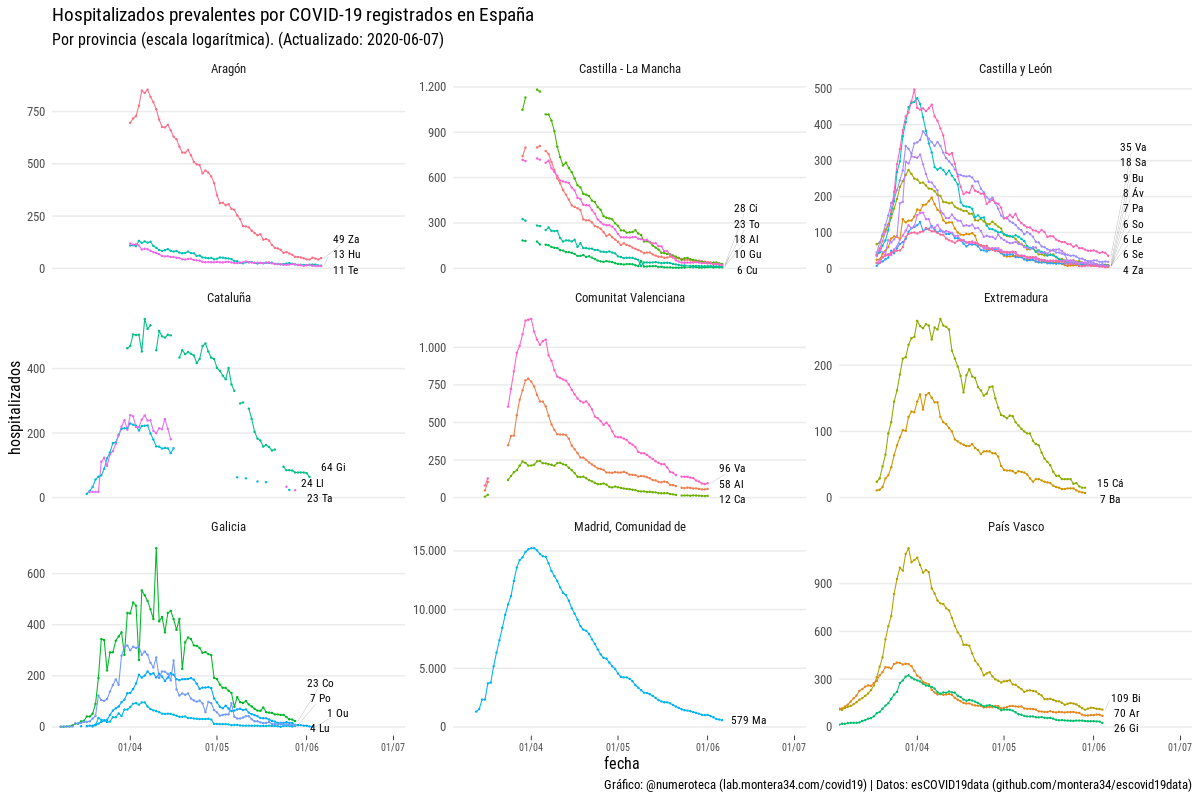 Hospitalizados prevalentes por COVID-19 registrados en España
Por provincia (escala logarítmica). (Actualizado: 2020-06-07)
hospitalizados
Aragón
750
500
250
0
49 Za
13 Hu
11 Te
Castilla - La Mancha
1.200
900
600
300
0
28 Ci
23 To
18 Al
10 Gu
6 Cu
Castilla y León
500
400
300
200
100
0
35 Va
18 Sa
9 Bu
8 Áv
7 Pa
6 So
6 Le
6 Se
4 Za
Cataluña
400
200
0
64 Gi
24 Ll
23 Ta
Comunitat Valenciana
1.000
750
500
250
0
96 Va
58 Al
12 Ca
Extremadura
200
100
0
15 Cá
7 Ba
Galicia
600
400
200
0
23 Co
7 Po
1 Ou
4 Lu
01/04
01/05
01/06
01/07
Madrid, Comunidad de
15.000
10.000
5.000
0
579 Ma
01/04
01/05
01/06
01/07
País Vasco
900
600
300
0
109 Bi
70 Ar
26 Gi
01/04
01/05
01/06
01/07
fecha
Gráfico: @numeroteca (lab.montera34.com/covid19) | Datos: esCOVID19data (github.com/montera34/escovid19data)